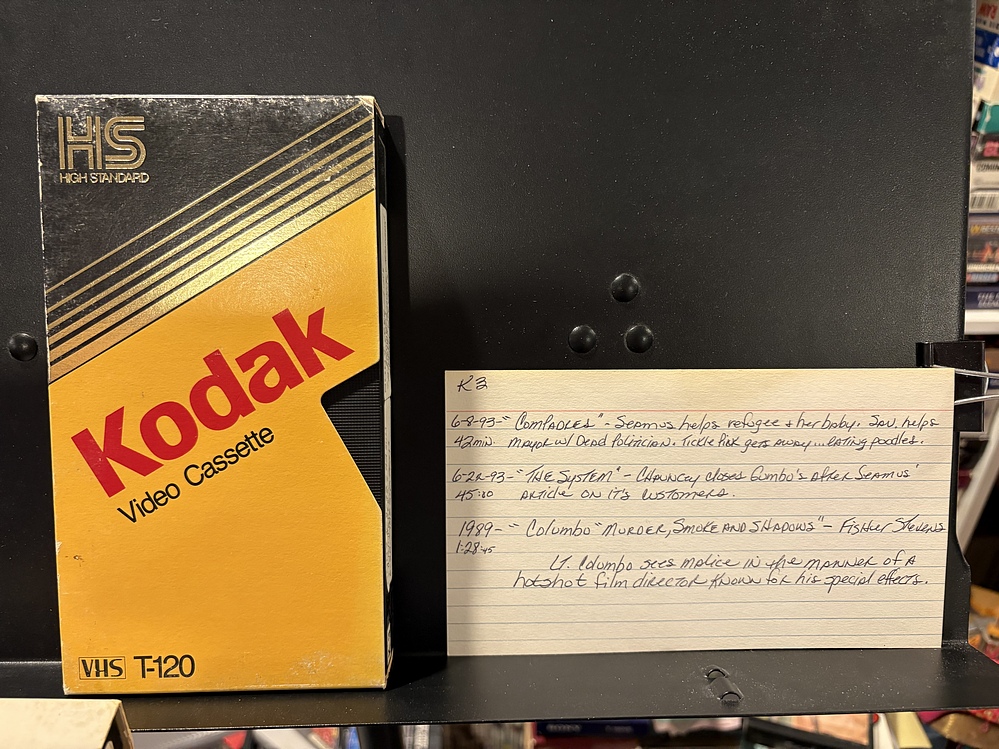 HS
HIGH STANDARD
Kodak
Video Cassette
VHS T-120
K3
6-8-93-" COMPADRES" - Seamus helps refugee & her baby. Sav. helps
42min. mayor w/ Dead Politician. Tickle Pink gets away...eating poodles.
6-22-93-"THE SYSTEM" - Chauncey closes Gumbo's after Seamus'
45:00 article on it's customers.
1989-" Columbo "MURDER, SMOKE AND SHADOWS" - Fisher Stevens
1:28:45
Lt. Columbo sees malice in the manner of a
hotshot film director known for his special effects.